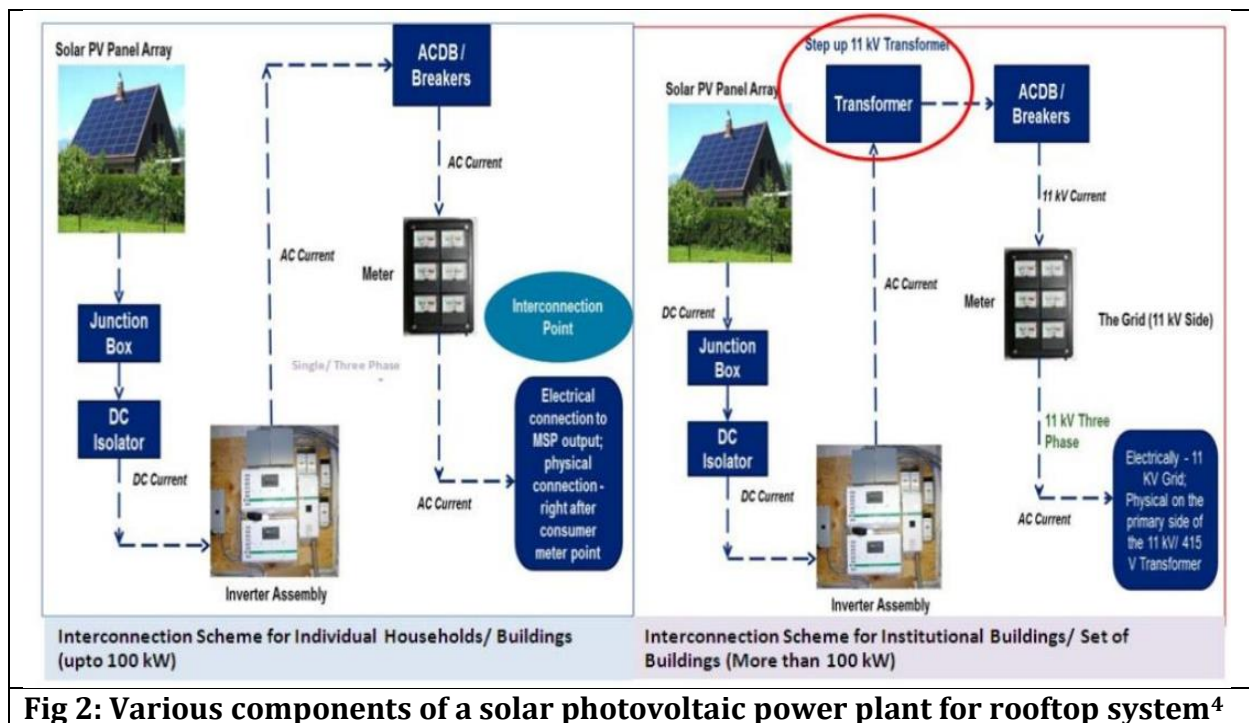 Solar PV Panel Array
Junction
Box
DC
Isolator
DC Current
Inverter Assembly
AC Current
ACDB /
Breakers
AC Current
Meter
Single/ Three Phase
Interconnection
Point
AC Current
Electrical
connection to
MSP output;
physical
connection -
right after
consumer
meter point
Interconnection Scheme for Individual Households/ Buildings
(upto 100 kW)
Solar PV Panel Array
DC Current
Junction
Box
DC
Isolator
DC Current
Inverter Assembly
AC Current
Step up 11 kV Transformer
Transformer
ACDB /
Breakers
11 kV Current
Meter
The Grid (11 kV Side)
11 kV Three
Phase
AC Current
Electrically - 11
KV Grid;
Physical on the
primary side of
the 11 kV/ 415
V Transformer
Interconnection Scheme for Institutional Buildings/ Set of
Buildings (More than 100 kW)
Fig 2: Various components of a solar photovoltaic power plant for rooftop system⁴